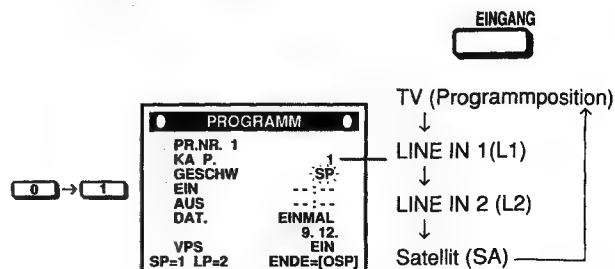 EINGANG
0 → 1
PROGRAMM
PR.NR. 1
KA P. 1
GESCHW SP
EIN --:--
AUS --:--
DAT. EINMAL
9. 12.
VPS EIN
SP=1 LP=2 ENDE=[OSP]
TV (Programmposition)
↓
LINE IN 1(L1)
↓
LINE IN 2 (L2)
↓
Satellit (SA)